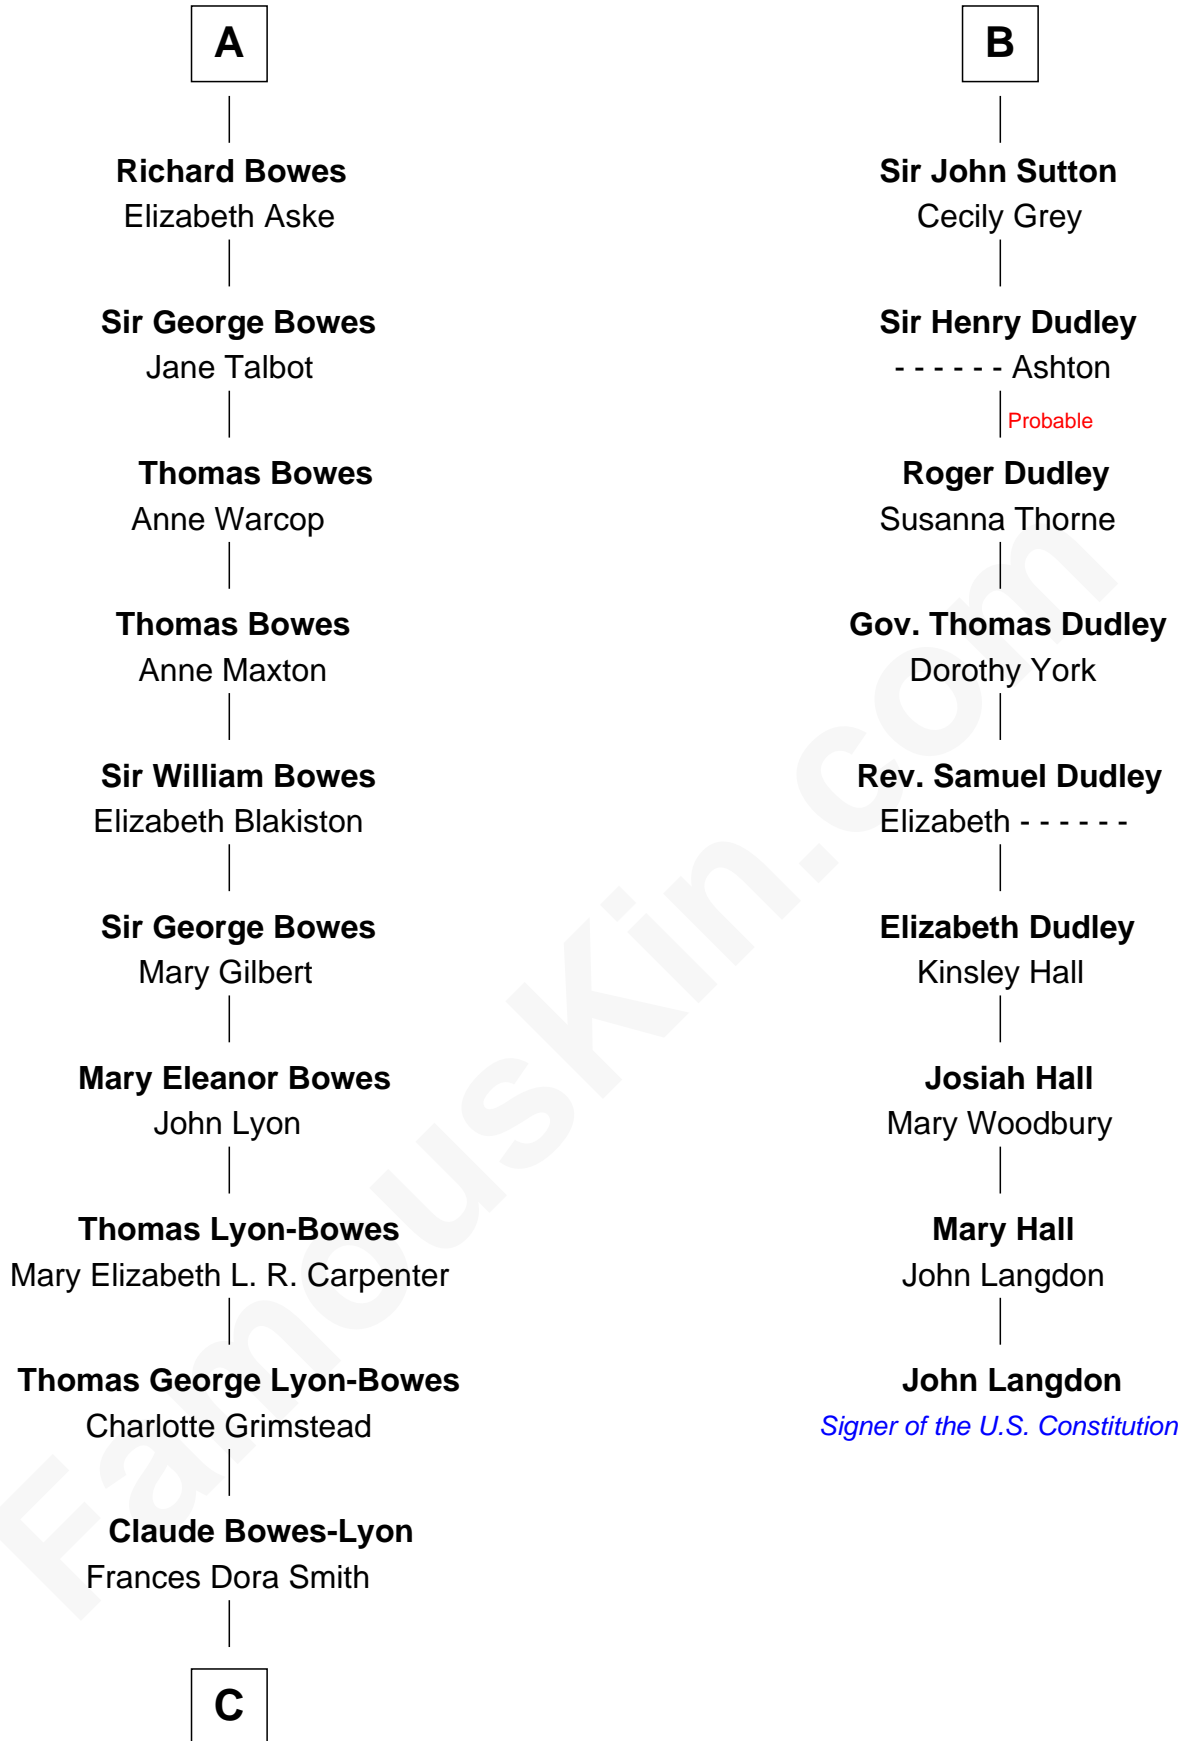 A
Richard Bowes
Elizabeth Aske
Sir George Bowes
Jane Talbot
Thomas Bowes
Anne Warcop
Thomas Bowes
Anne Maxton
Sir William Bowes
Elizabeth Blakiston
Sir George Bowes
Mary Gilbert
Mary Eleanor Bowes
John Lyon
Thomas Lyon-Bowes
Mary Elizabeth L. R. Carpenter
Thomas George Lyon-Bowes
Charlotte Grimstead
Claude Bowes-Lyon
Frances Dora Smith
C
B
Sir John Sutton
Cecily Grey
Sir Henry Dudley
- - - - - - Ashton
Probable
Roger Dudley
Susanna Thorne
Gov. Thomas Dudley
Dorothy York
Rev. Samuel Dudley
Elizabeth - - - - - -
Elizabeth Dudley
Kinsley Hall
Josiah Hall
Mary Woodbury
Mary Hall
John Langdon
John Langdon
Signer of the U.S. Constitution
FamousKin.com